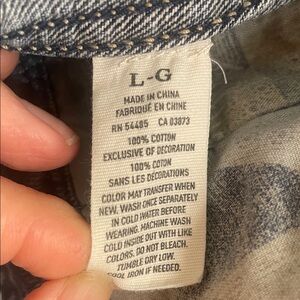 L-G
MADE IN CHINA
FABRIQUÉ EN CHINE
RN 54485 CA 03873
100% COTTON
EXCLUSIVE OF DECORATION
100% COTON
SANS LES DÉCORATIONS
COLOR MAY TRANSFER WHEN
NEW. WASH ONCE SEPARATELY
IN COLD WATER BEFORE
WEARING. MACHINE WASH
COLD INSIDE OUT WITH LIKE
COLORS. DO NOT BLEACH.
TUMBLE DRY LOW.
COOL IRON IF NEEDED.